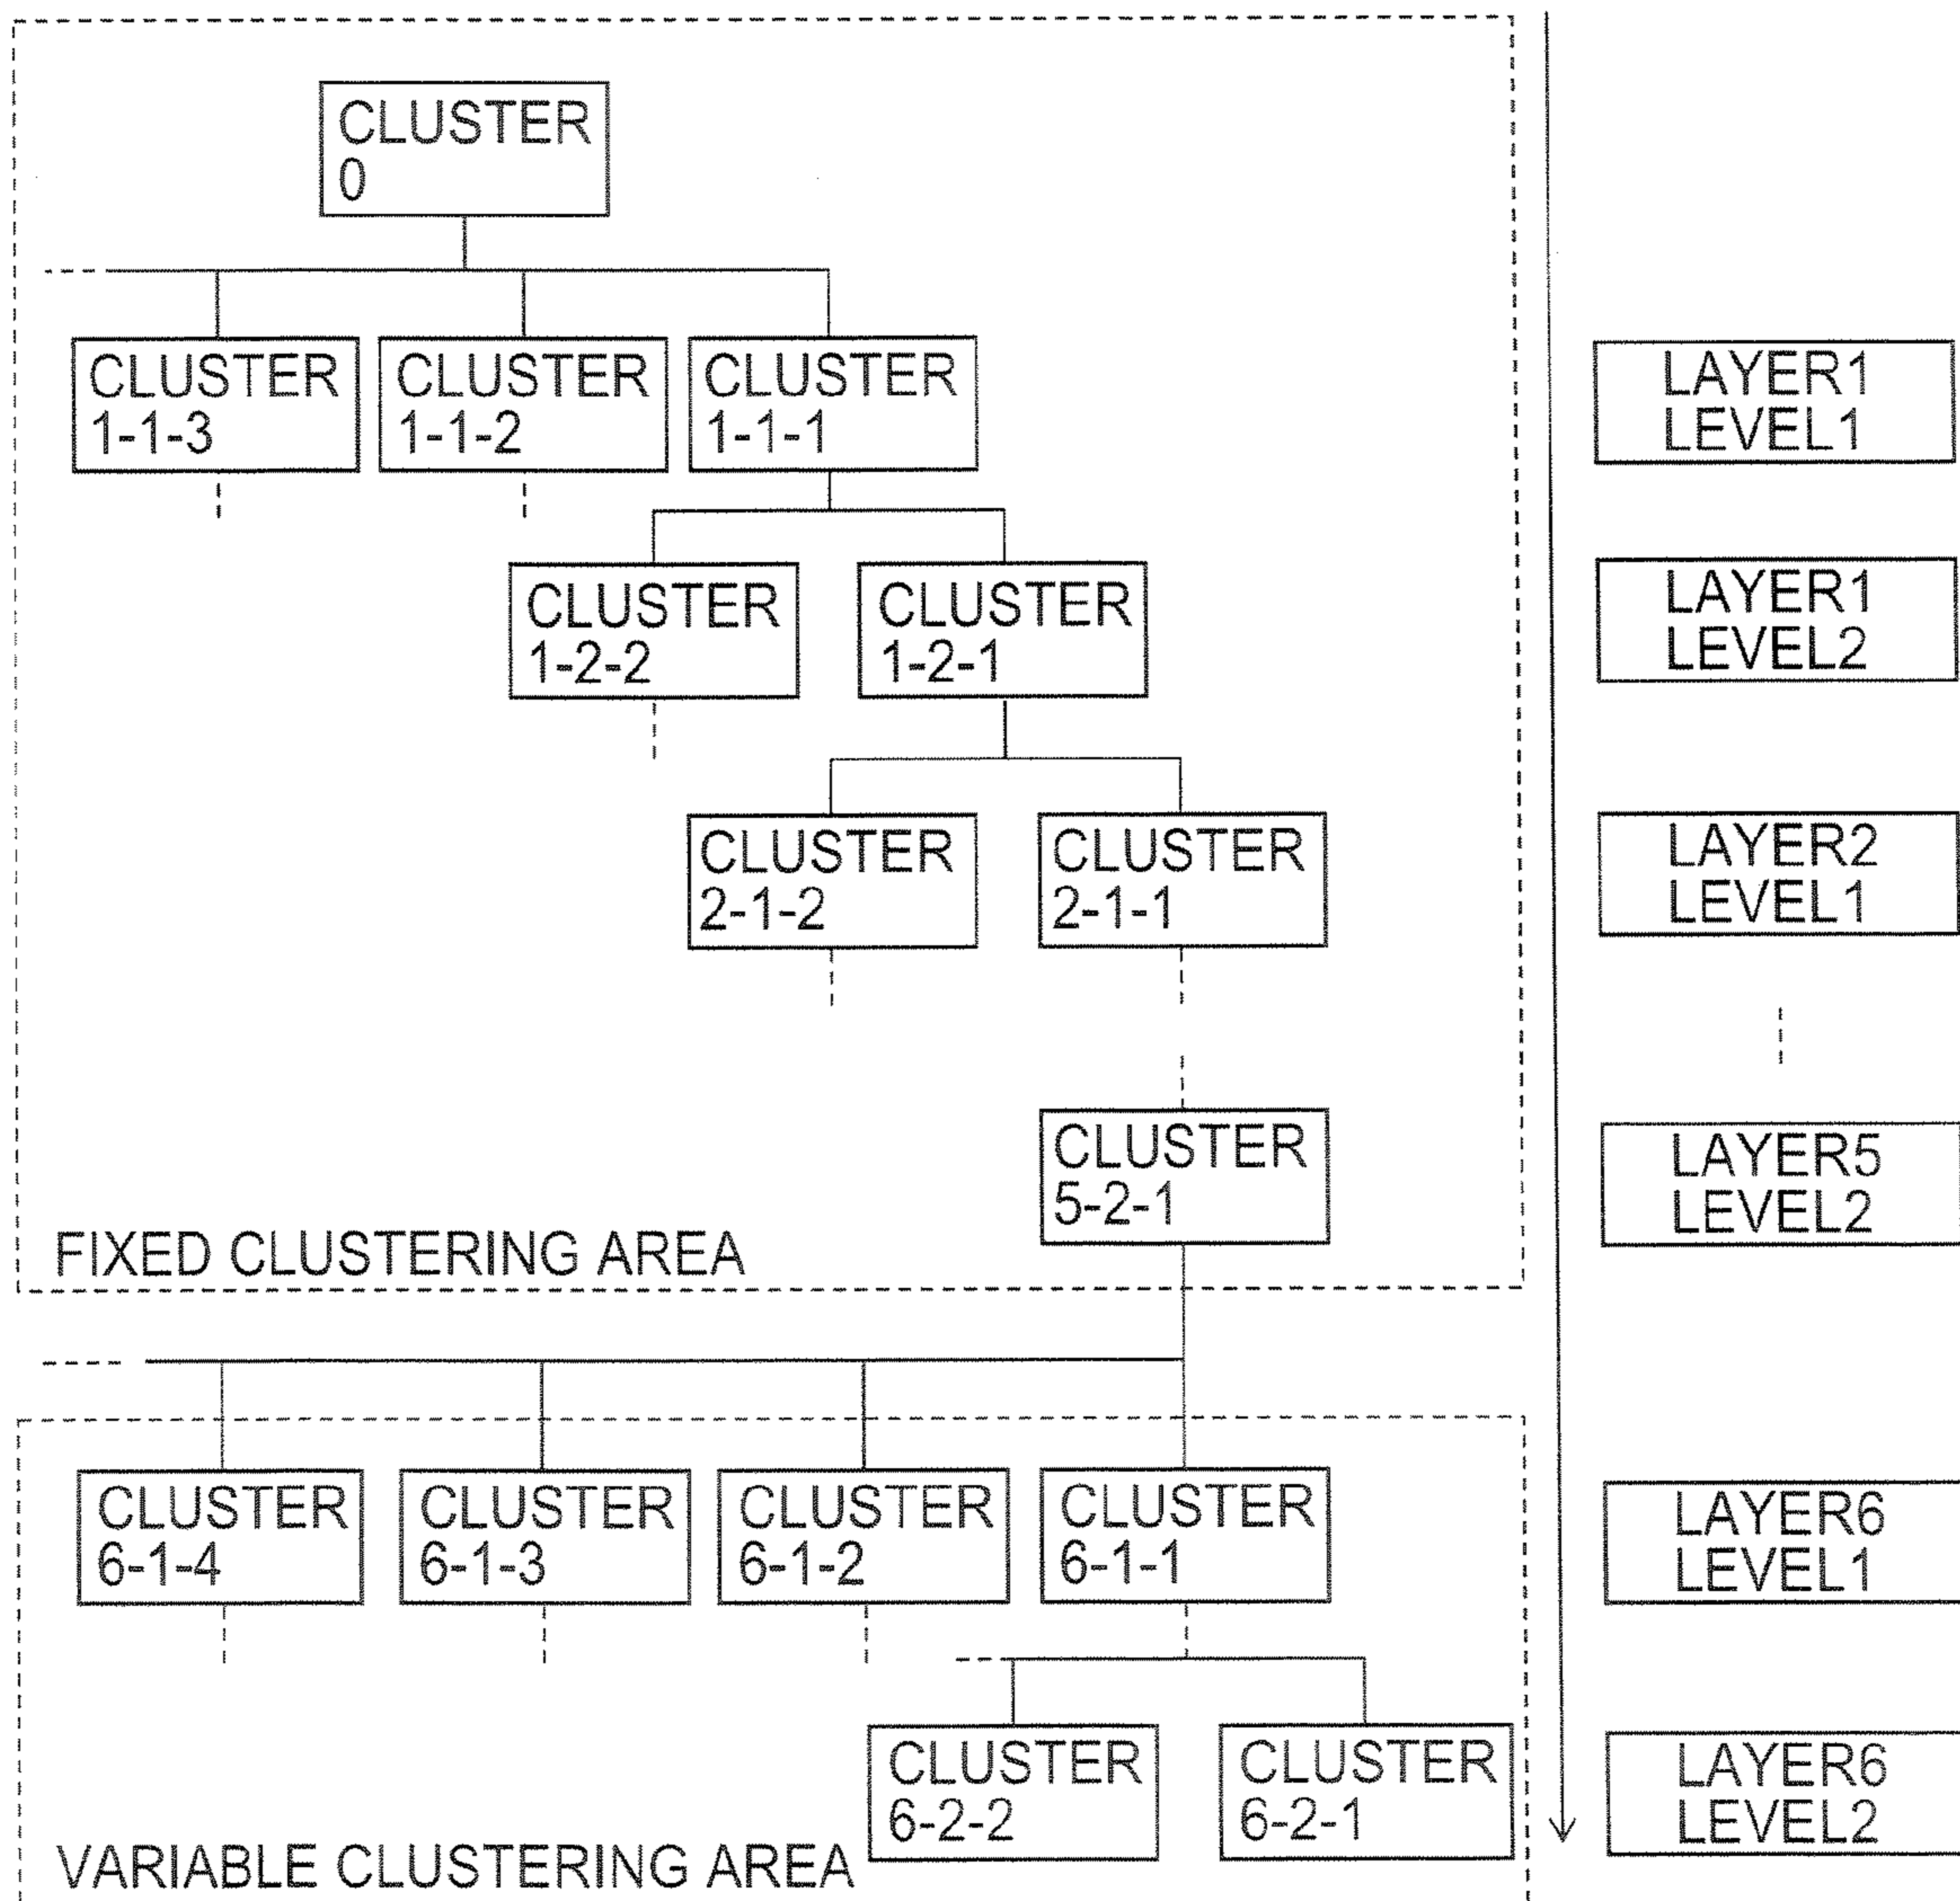 CLUSTER
0
CLUSTER
1-1-3
CLUSTER
1-1-2
CLUSTER
1-1-1
LAYER1
LEVEL1
CLUSTER
1-2-2
CLUSTER
1-2-1
LAYER1
LEVEL2
CLUSTER
2-1-2
CLUSTER
2-1-1
LAYER2
LEVEL1
CLUSTER
5-2-1
LAYER5
LEVEL2
FIXED CLUSTERING AREA
CLUSTER
6-1-4
CLUSTER
6-1-3
CLUSTER
6-1-2
CLUSTER
6-1-1
LAYER6
LEVEL1
CLUSTER
6-2-2
CLUSTER
6-2-1
LAYER6
LEVEL2
VARIABLE CLUSTERING AREA